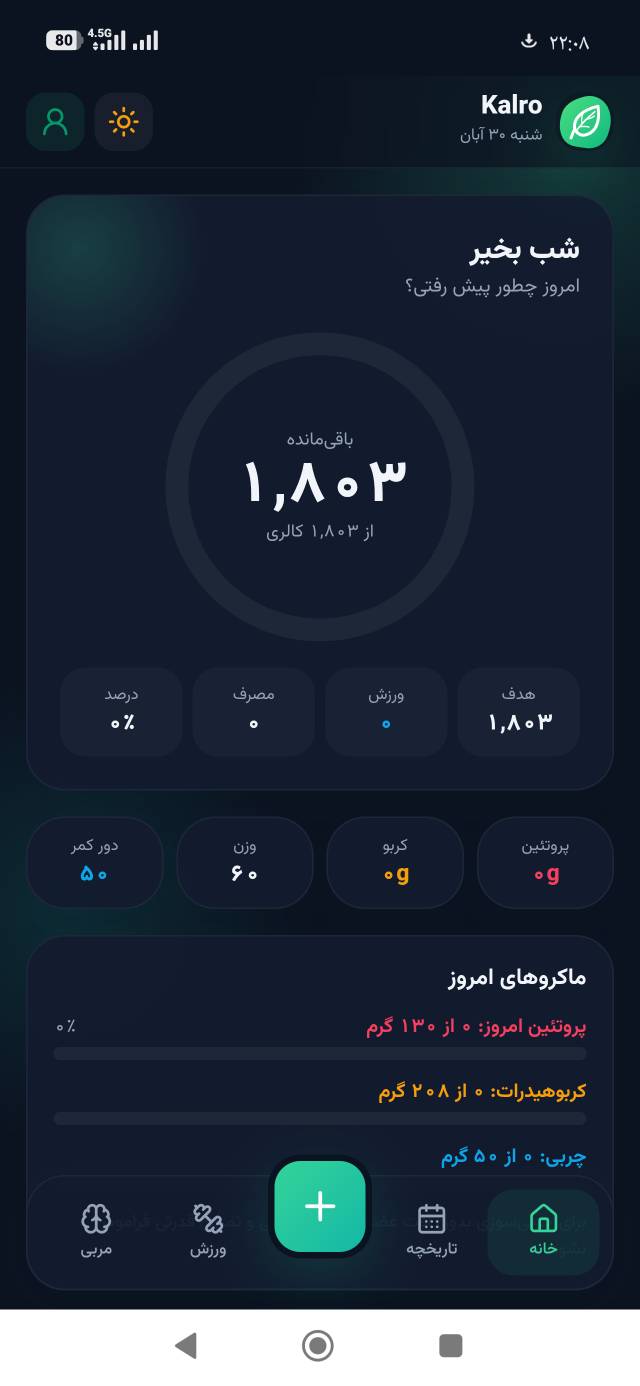 80
4.5G
۲۲:۰۸
Kalro
شنبه ۳۰ آبان
شب بخیر
امروز چطور پیش رفتی؟
باقی‌مانده
۱,۸۰۳
از ۱,۸۰۳ کالری
هدف
۱,۸۰۳
ورزش
۰
مصرف
۰
درصد
۰٪
پروتئین
۰g
کربو
۰g
وزن
۶۰
دور کمر
۵۰
ماکروهای امروز
پروتئین امروز: ۰ از ۱۳۰ گرم
۰٪
کربوهیدرات: ۰ از ۲۰۸ گرم
چربی: ۰ از ۵۰ گرم
خانه
تاریخچه
ورزش
مربی